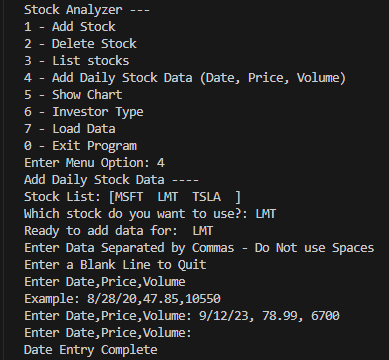 Stock Analyzer ---
1 - Add Stock
2 - Delete Stock
3 - List stocks
4 - Add Daily Stock Data (Date, Price, Volume)
5 - Show Chart
6 - Investor Type
7 - Load Data
0 - Exit Program
Enter Menu Option: 4
Add Daily Stock Data ----
Stock List: [MSFT  LMT  TSLA  ]
Which stock do you want to use?: LMT
Ready to add data for:  LMT
Enter Data Separated by Commas - Do Not use Spaces
Enter a Blank Line to Quit
Enter Date,Price,Volume
Example: 8/28/20,47.85,10550
Enter Date,Price,Volume: 9/12/23, 78.99, 6700
Enter Date,Price,Volume:
Date Entry Complete